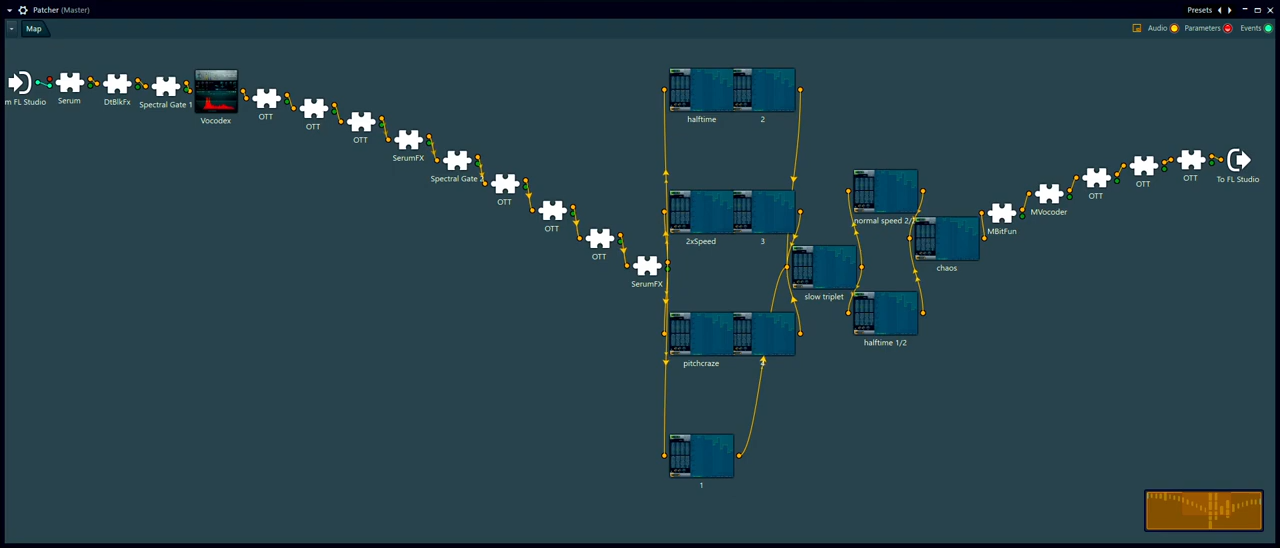 Patcher (Master)
Presets
Map
Audio
Parameters
Events
m FL Studio
Serum
DtBlkFx
Spectral Gate 1
Vocodex
OTT
OTT
OTT
SerumFX
Spectral Gate
OTT
OTT
OTT
SerumFX
halftime
2
2xSpeed
3
pitchcraze
1
slow triplet
normal speed 2/
halftime 1/2
chaos
MBitFun
MVocoder
OTT
OTT
OTT
To FL Studio